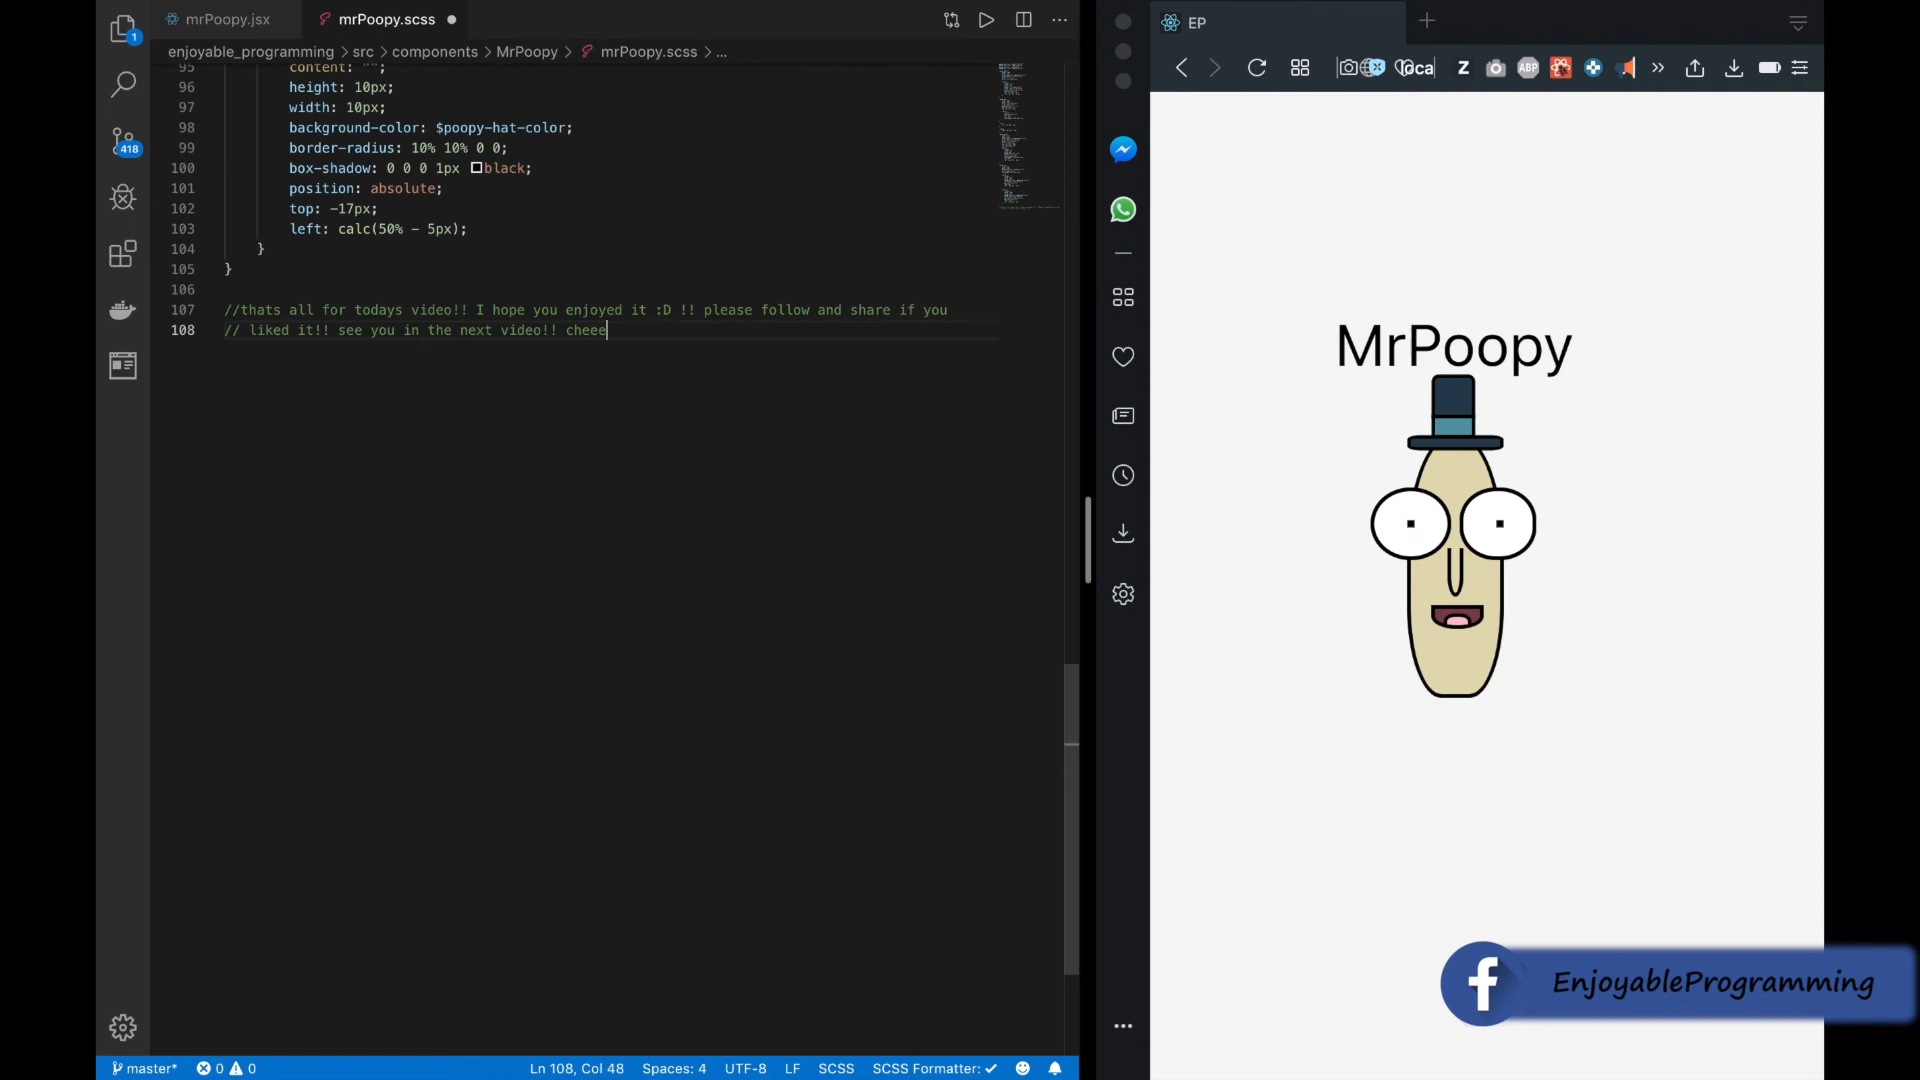 1
mrPoopy.jsx
mrPoopy.scss
EP
enjoyable_programming > src > components > MrPoopy > mrPoopy.scss > ...
loca
Z
ABP
95 content: "";
96 height: 10px;
97 width: 10px;
98 background-color: $poopy-hat-color;
99 border-radius: 10% 10% 0 0;
100 box-shadow: 0 0 0 1px black;
101 position: absolute;
102 top: -17px;
103 left: calc(50% - 5px);
104 }
105 }
106
107 //thats all for todays video!! I hope you enjoyed it :D !! please follow and share if you
108 // liked it!! see you in the next video!! cheee
418
MrPoopy
f EnjoyableProgramming
master* 0 0 Ln 108, Col 48 Spaces: 4 UTF-8 LF SCSS SCSS Formatter: ✓